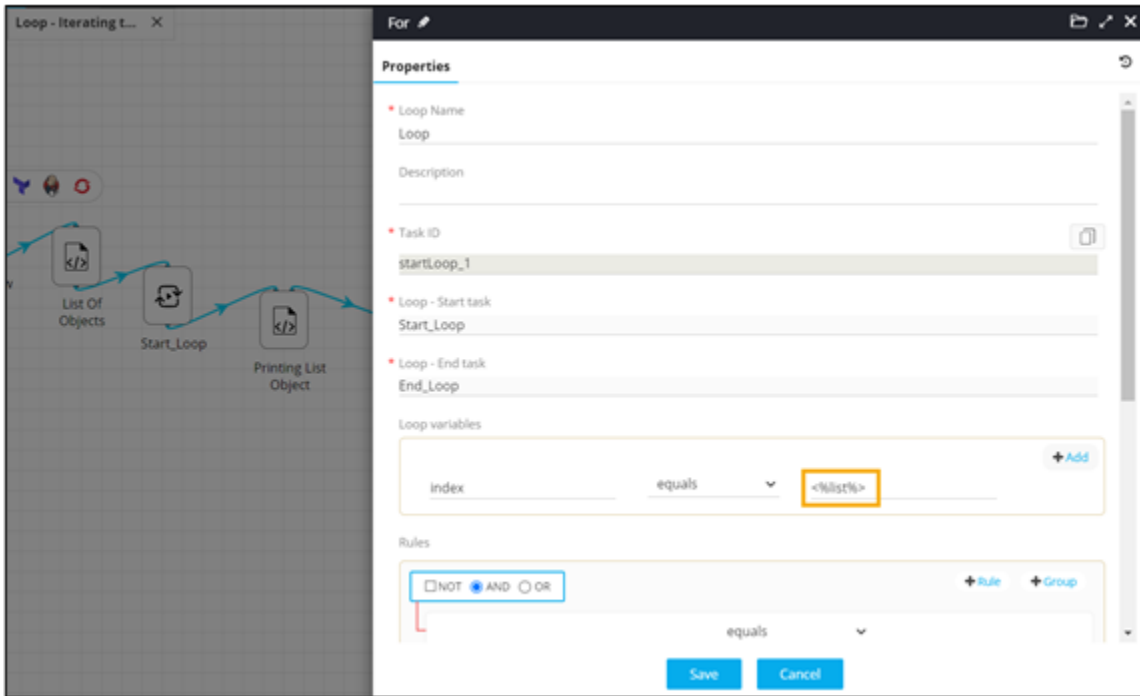 Loop - Iterating t... ×
For
Properties
* Loop Name
Loop
Description
* Task ID
startLoop_1
* Loop - Start task
Start_Loop
* Loop - End task
End_Loop
Loop variables
+ Add
index equals <%list%>
Rules
NOT AND OR + Rule + Group
equals
Save Cancel
List Of
Objects
Start_Loop
Printing List
Object